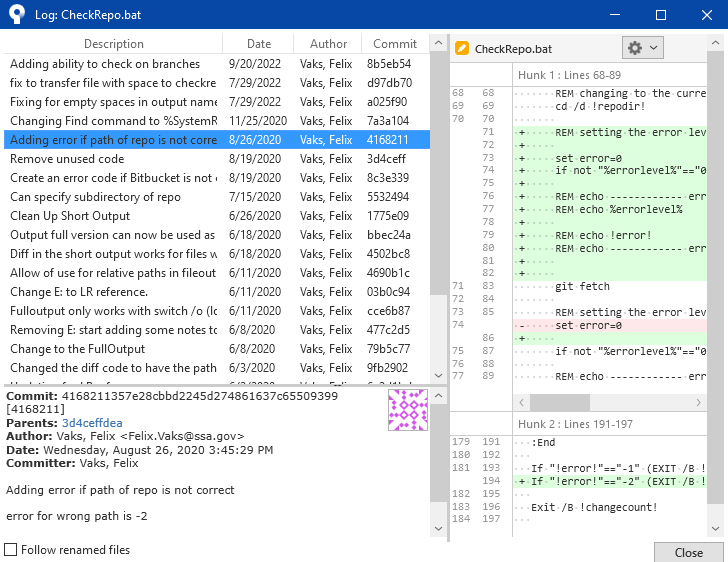 Log: CheckRepo.bat
Description Date Author Commit
Adding ability to check on branches 9/20/2022 Vaks, Felix 8b5eb54
fix to transfer file with space to checkre 7/29/2022 Vaks, Felix d97db70
Fixing for empty spaces in output name 7/29/2022 Vaks, Felix a025f90
Changing Find command to %SystemR 11/25/2020 Vaks, Felix 7a3a104
Adding error if path of repo is not corre 8/26/2020 Vaks, Felix 4168211
Remove unused code 8/19/2020 Vaks, Felix 3d4ceff
Create an error code if Bitbucket is not 8/19/2020 Vaks, Felix 8c3e339
Can specify subdirectory of repo 7/15/2020 Vaks, Felix 5532494
Clean Up Short Output 6/26/2020 Vaks, Felix 1775e09
Output full version can now be used as 6/18/2020 Vaks, Felix bbec24a
Diff in the short output works for files w 6/18/2020 Vaks, Felix 4502bc8
Allow of use for relative paths in fileout 6/11/2020 Vaks, Felix 4690b1c
Change E: to LR reference. 6/11/2020 Vaks, Felix 03b0c94
Fulloutput only works with switch /o (lo 6/11/2020 Vaks, Felix cce6b87
Removing E: start adding some notes to 6/8/2020 Vaks, Felix 477c2d5
Change to the FullOutput 6/8/2020 Vaks, Felix 79b5c77
Changed the diff code to have the path 6/3/2020 Vaks, Felix 9fb2902
Commit: 4168211357e28cbbd2245d274861637c65509399
[4168211]
Parents: 3d4ceffdea
Author: Vaks, Felix <Felix.Vaks@ssa.gov>
Date: Wednesday, August 26, 2020 3:45:29 PM
Committer: Vaks, Felix
Adding error if path of repo is not correct
error for wrong path is -2
Follow renamed files
CheckRepo.bat
Hunk 1 : Lines 68-89
68 68 REM changing to the curre
69 69 cd /d !repodir!
70 70
71 + REM setting the error lev
72 +
73 + set error=0
74 + if not "%errorlevel%"=="0
75 +
76 + REM echo ------------- err
77 + REM echo %errorlevel%
78 +
79 + REM echo !error!
80 + REM echo ------------- err
81 +
82 +
71 83 git fetch
72 84
73 85 REM setting the error lev
74 - set error=0
86 +
75 87 if not "%errorlevel%"=="0
76 88
77 89 REM echo ------------- err
Hunk 2 : Lines 191-197
179 191 :End
180 192
181 193 If "!error!"=="-1" (EXIT /B !
194 + If "!error!"=="-2" (EXIT /B !
182 195
183 196 Exit /B !changecount!
184 197
Close